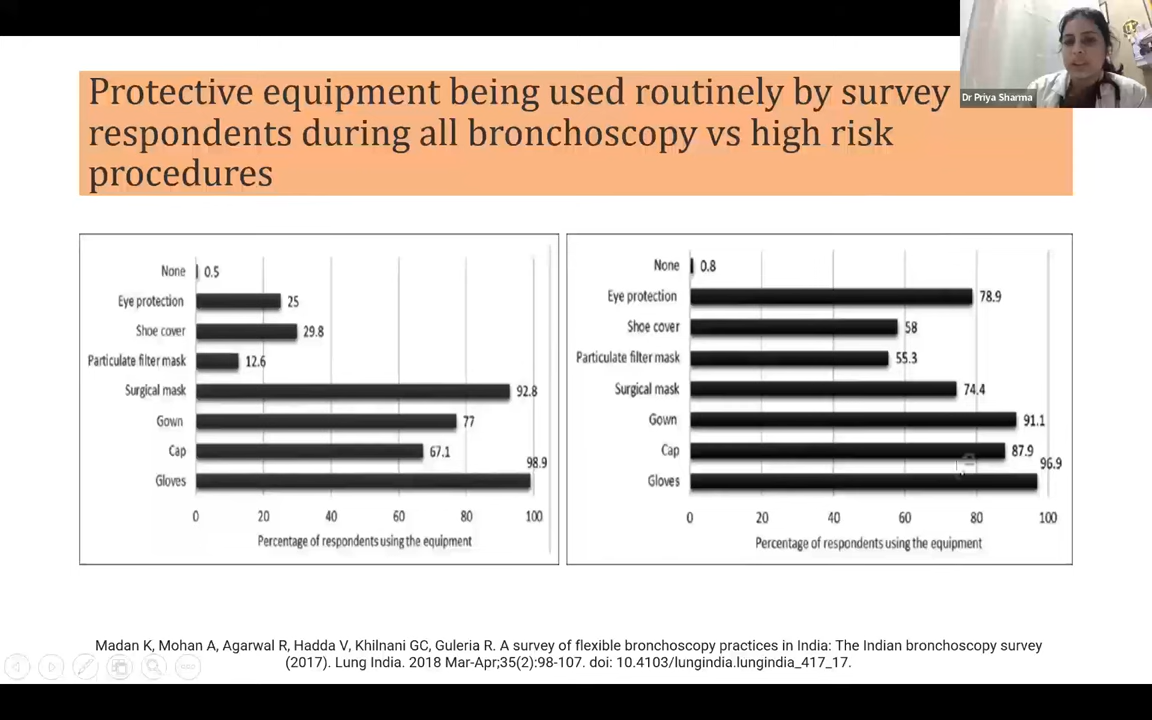 Dr Priya Sharma
Protective equipment being used routinely by survey
respondents during all bronchoscopy vs high risk
procedures
None 0.5
Eye protection 25
Shoe cover 29.8
Particulate filter mask 12.6
Surgical mask 92.8
Gown 77
Cap 67.1
98.9
Gloves
0 20 40 60 80 100
Percentage of respondents using the equipment
None 0.8
Eye protection 78.9
Shoe cover 58
Particulate filter mask 55.3
Surgical mask 74.4
Gown 91.1
Cap 87.9
96.9
Gloves
0 20 40 60 80 100
Percentage of respondents using the equipment
Madan K, Mohan A, Agarwal R, Hadda V, Khilnani GC, Guleria R. A survey of flexible bronchoscopy practices in India: The Indian bronchoscopy survey
(2017). Lung India. 2018 Mar-Apr;35(2):98-107. doi: 10.4103/lungindia.lungindia_417_17.